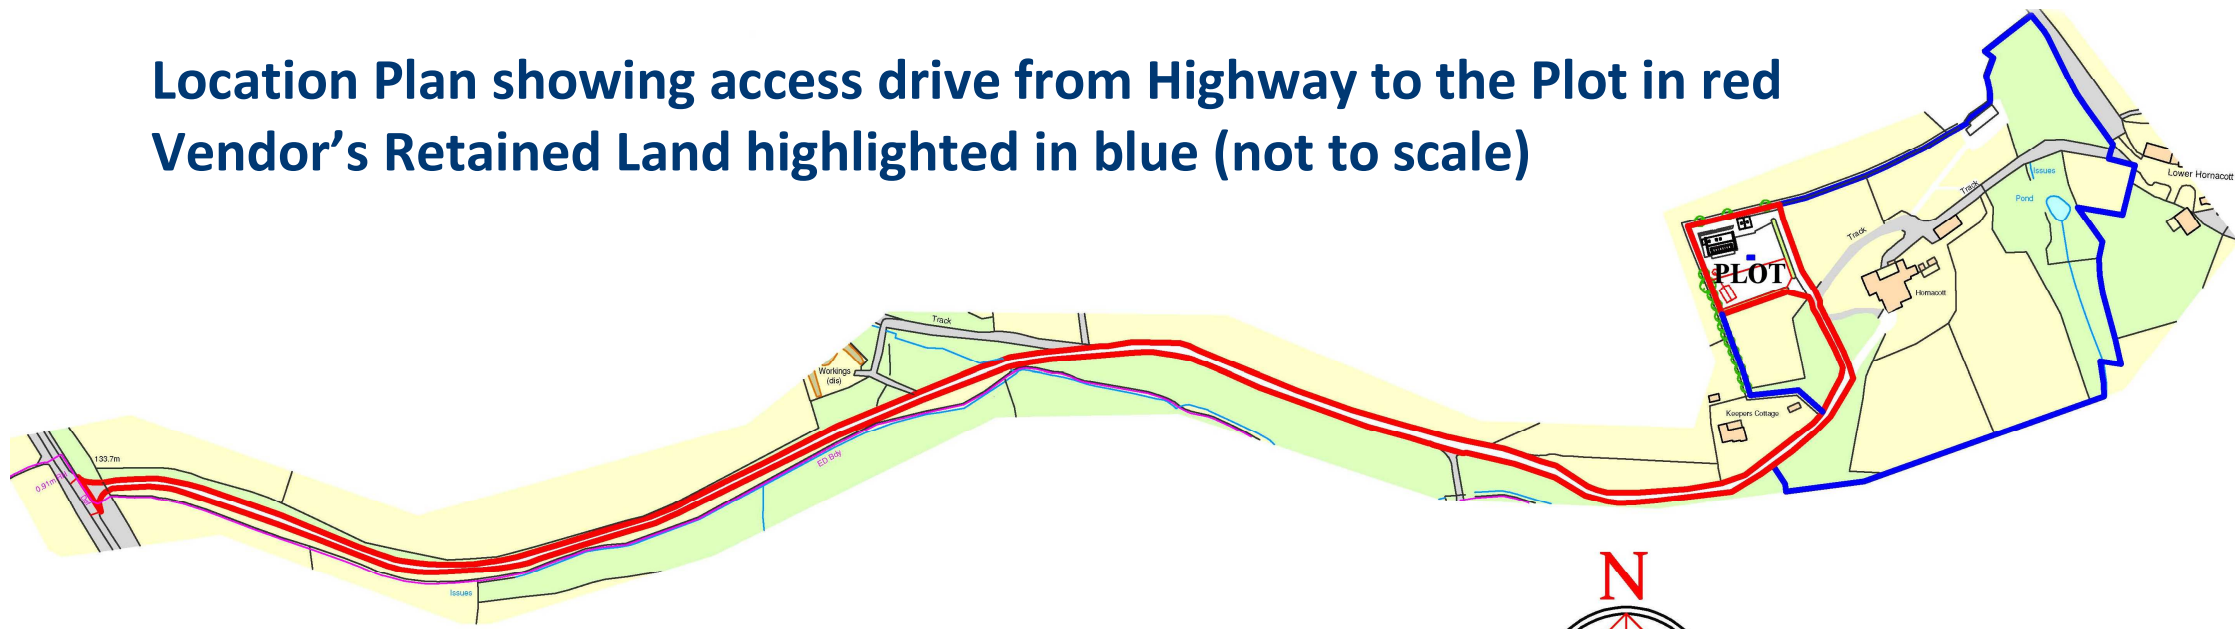 Location Plan showing access drive from Highway to the Plot in red
Vendor’s Retained Land highlighted in blue (not to scale)
Lower Hornacott
Issues
Track
Pond
Track
PLOT
Hornacott
Track
Workings
(dis)
Keepers Cottage
133.7m
ED Bdy
Issues
N